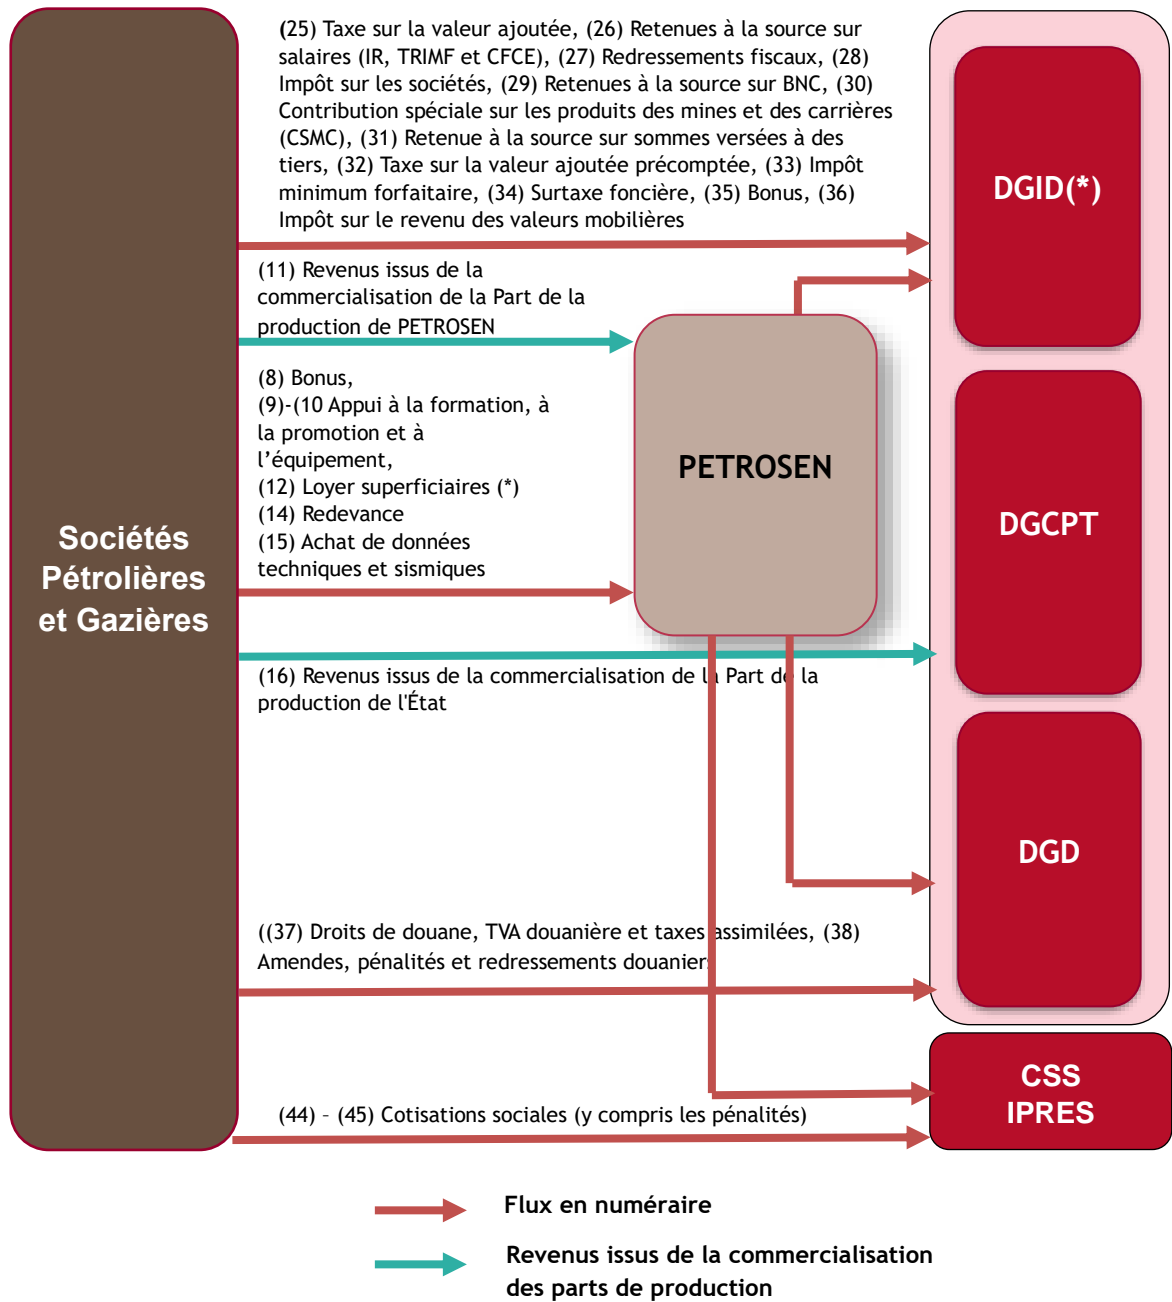 (25) Taxe sur la valeur ajoutée, (26) Retenues à la source sur
salaires (IR, TRIMF et CFCE), (27) Redressements fiscaux, (28)
Impôt sur les sociétés, (29) Retenues à la source sur BNC, (30)
Contribution spéciale sur les produits des mines et des carrières
(CSMC), (31) Retenue à la source sur sommes versées à des
tiers, (32) Taxe sur la valeur ajoutée précomptée, (33) Impôt
minimum forfaitaire, (34) Surtaxe foncière, (35) Bonus, (36)
Impôt sur le revenu des valeurs mobilières
DGID(*)
(11) Revenus issus de la
commercialisation de la Part de la
production de PETROSEN
(8) Bonus,
(9)-(10 Appui à la formation, à
la promotion et à
l’équipement,
(12) Loyer superficiaires (*)
(14) Redevance
(15) Achat de données
techniques et sismiques
PETROSEN
DGCPT
Sociétés
Pétrolières
et Gazières
(16) Revenus issus de la commercialisation de la Part de la
production de l'État
DGD
((37) Droits de douane, TVA douanière et taxes assimilées, (38)
Amendes, pénalités et redressements douaniers
CSS
IPRES
(44) – (45) Cotisations sociales (y compris les pénalités)
Flux en numéraire
Revenus issus de la commercialisation
des parts de production